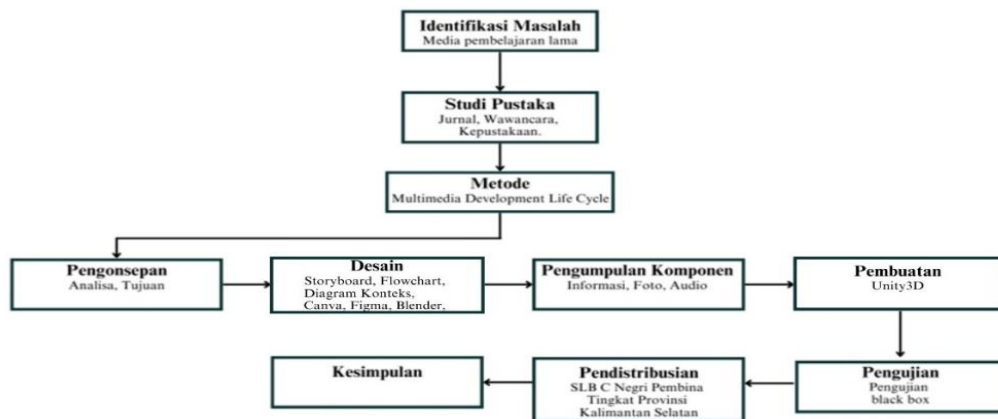 Identifikasi Masalah
Media pembelajaran lama
Studi Pustaka
Jurnal, Wawancara,
Kepustakaan.
Metode
Multimedia Development Life Cycle
Pengonsepan
Analisa, Tujuan
Desain
Storyboard, Flowchart,
Diagram Konteks,
Canva, Figma, Blender,
Pengumpulan Komponen
Informasi, Foto, Audio
Pembuatan
Unity3D
Pengujian
Pengujian
black box
Pendistribusian
SLB C Negri Pembina
Tingkat Provinsi
Kalimantan Selatan
Kesimpulan